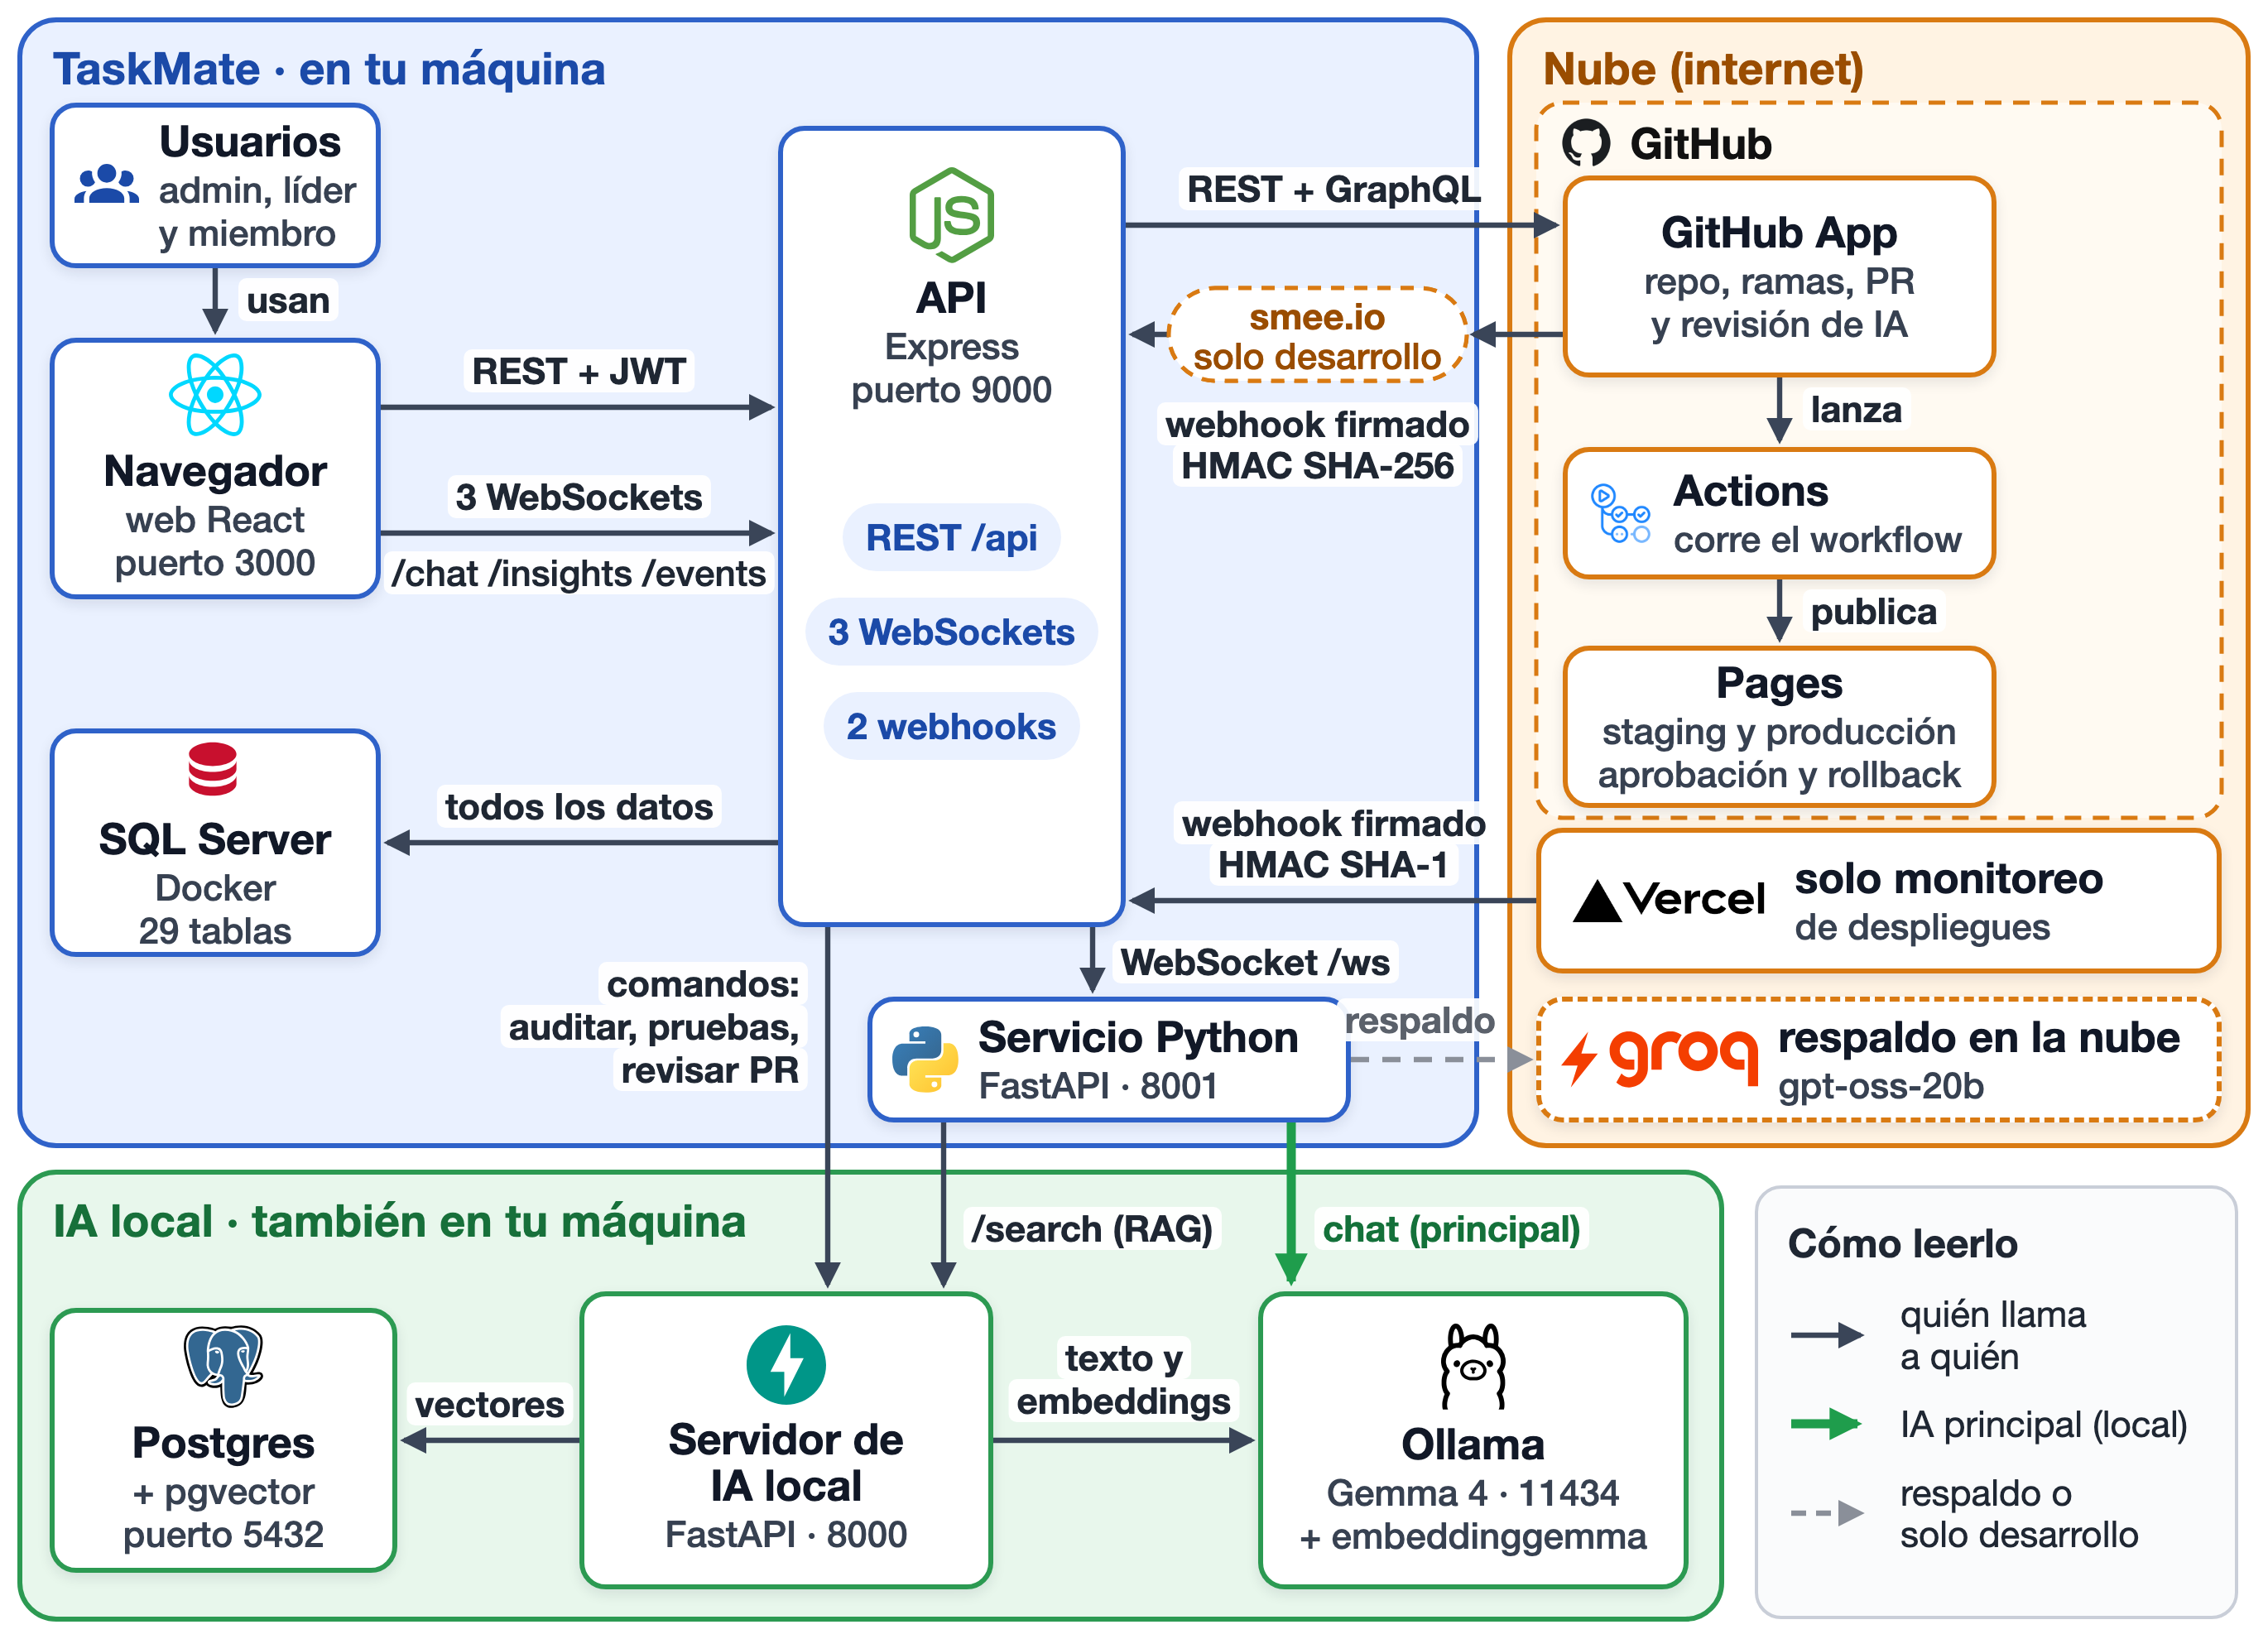 TaskMate · en tu máquina
Usuarios
admin, líder
y miembro
usan
Navegador
web React
puerto 3000
REST + JWT
3 WebSockets
/chat /insights /events
JS
API
Express
puerto 9000
REST /api
3 WebSockets
2 webhooks
SQL Server
Docker
29 tablas
todos los datos
REST + GraphQL
smee.io
solo desarrollo
webhook firmado
HMAC SHA-256
webhook firmado
HMAC SHA-1
comandos:
auditar, pruebas,
revisar PR
WebSocket /ws
Servicio Python
FastAPI · 8001
respaldo
Nube (internet)
GitHub
GitHub App
repo, ramas, PR
y revisión de IA
lanza
Actions
corre el workflow
publica
Pages
staging y producción
aprobación y rollback
Vercel
solo monitoreo
de despliegues
groq
respaldo en la nube
gpt-oss-20b
IA local · también en tu máquina
/search (RAG)
chat (principal)
Postgres
+ pgvector
puerto 5432
vectores
Servidor de
IA local
FastAPI · 8000
texto y
embeddings
Ollama
Gemma 4 · 11434
+ embeddinggemma
Cómo leerlo
quién llama
a quién
IA principal (local)
respaldo o
solo desarrollo